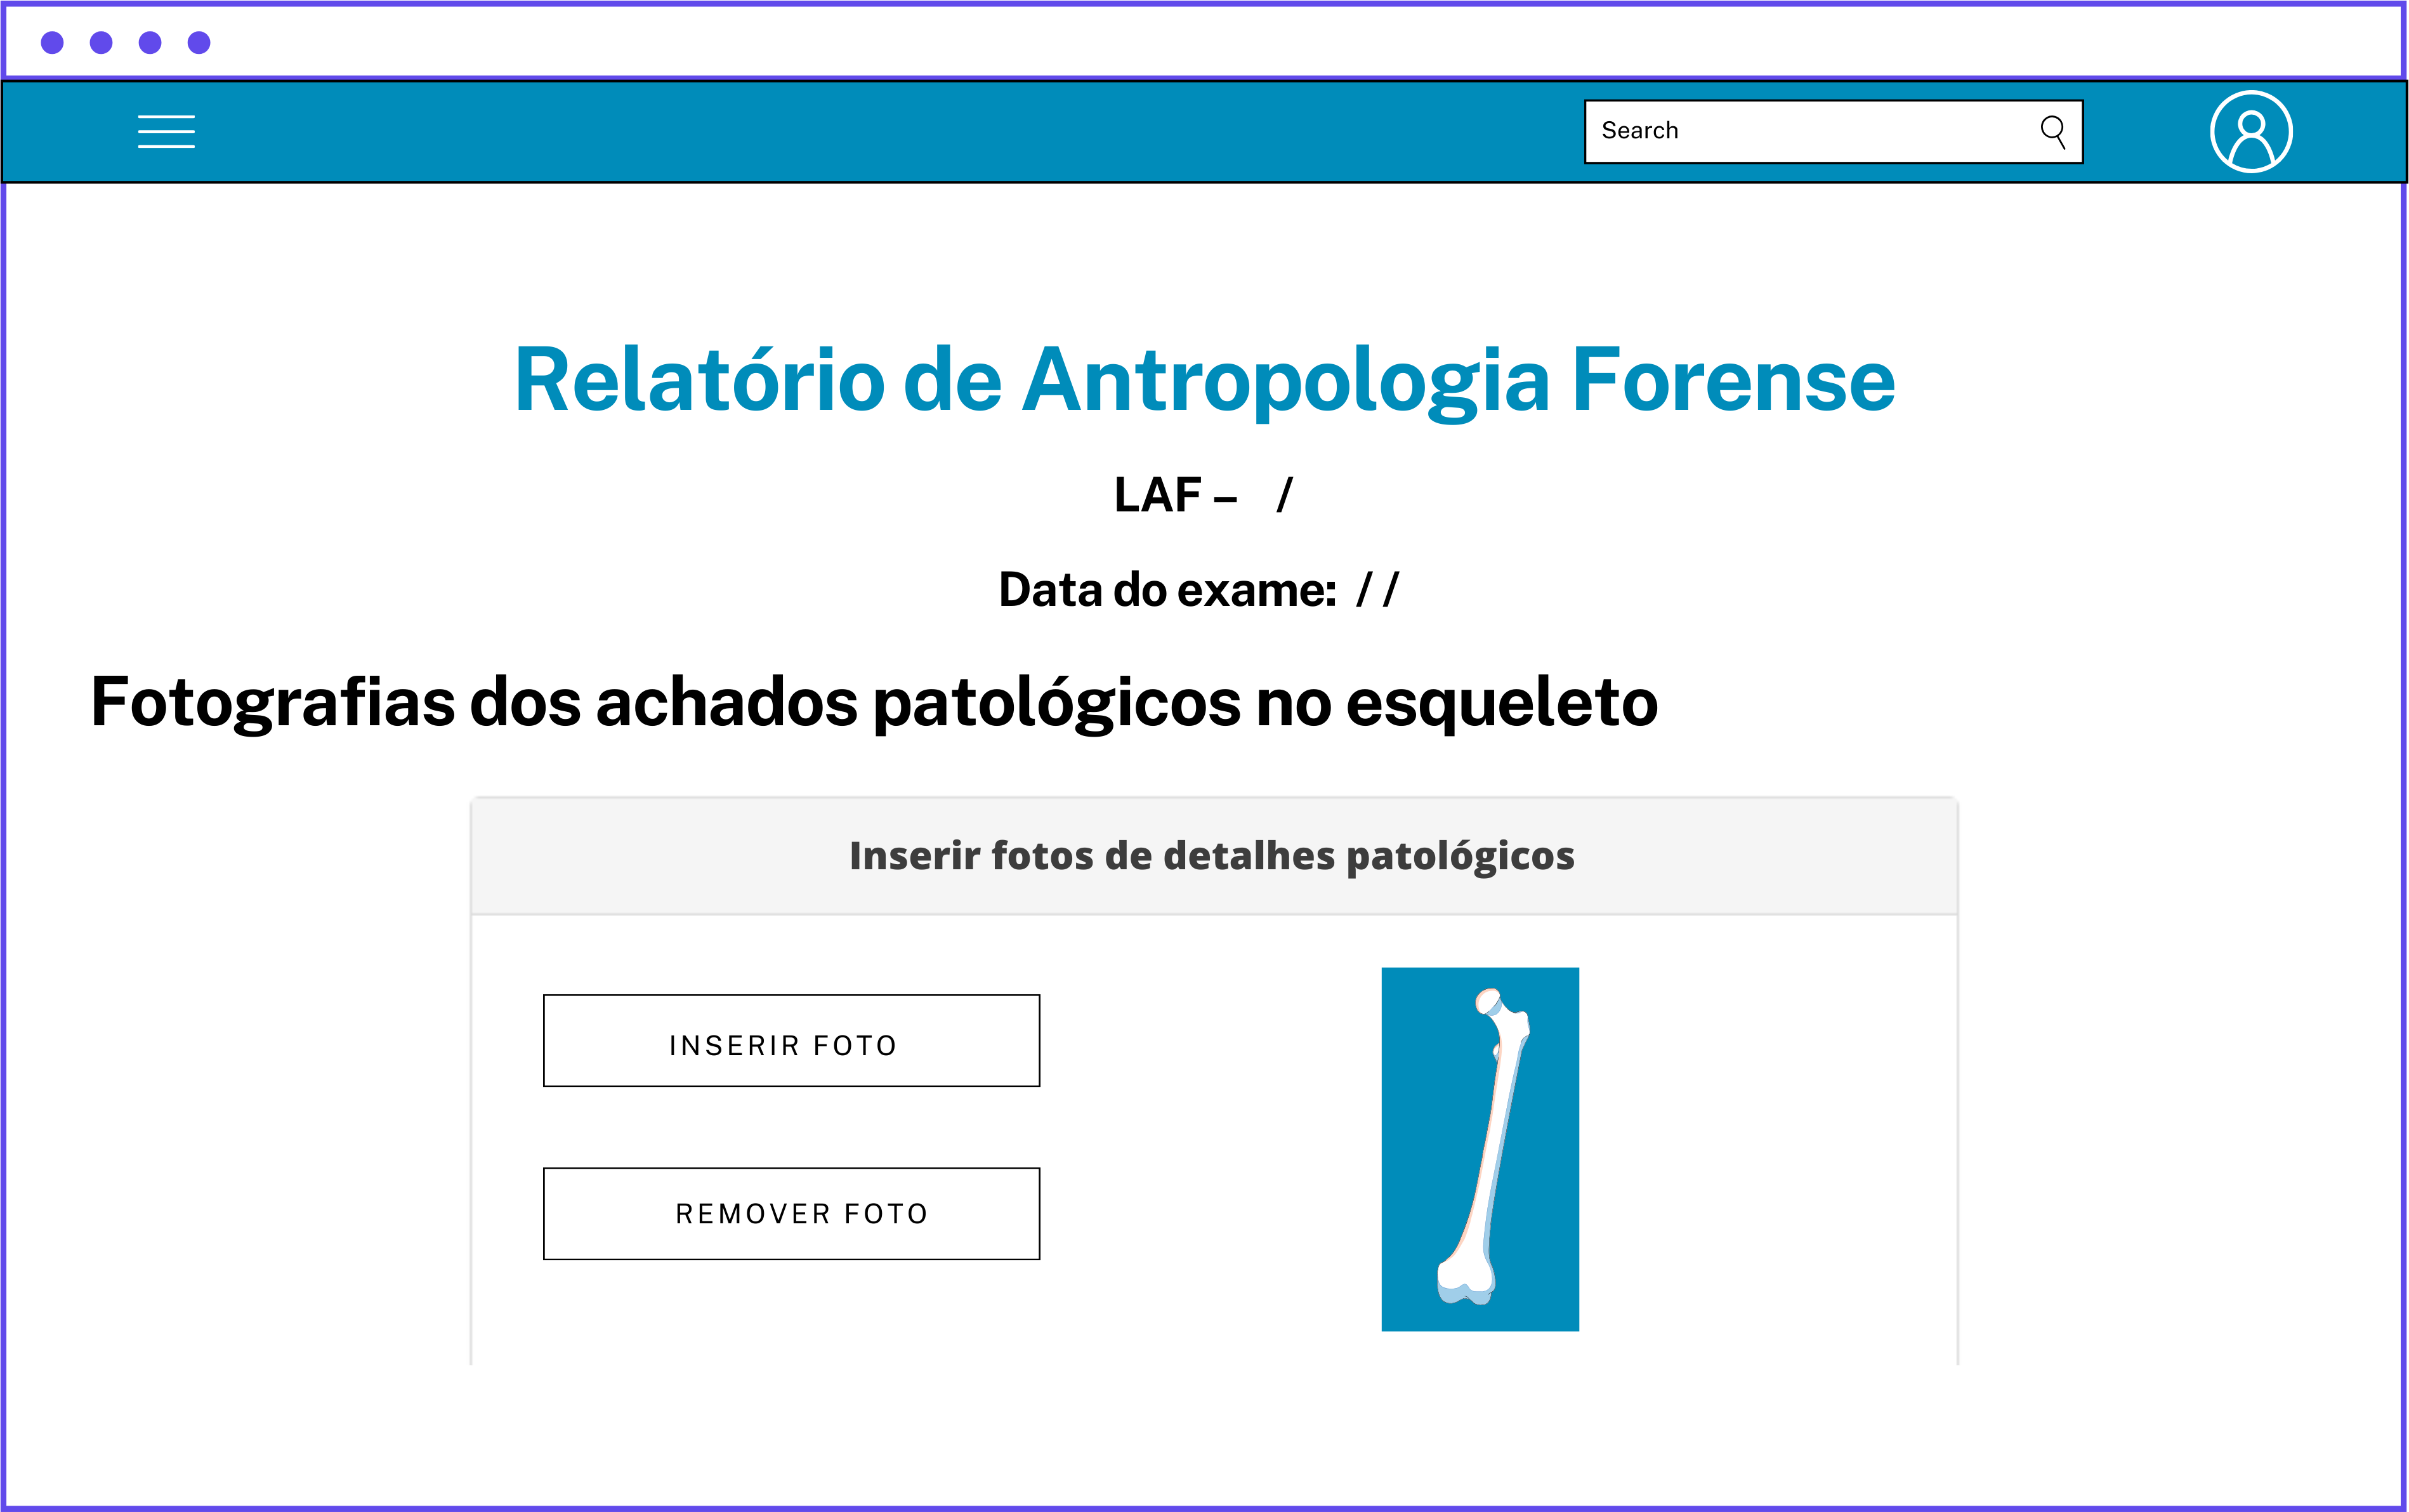 Search
Relatório de Antropologia Forense
LAF – /
Data do exame: / /
Fotografias dos achados patológicos no esqueleto
Inserir fotos de detalhes patológicos
INSERIR FOTO
REMOVER FOTO